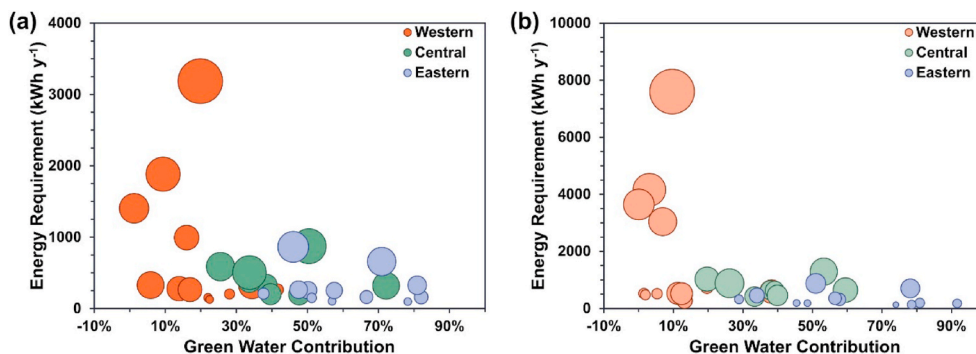 (a)
Energy Requirement (kWh y⁻¹)
4000
3000
2000
1000
0
-10% 10% 30% 50% 70% 90%
Green Water Contribution
Western
Central
Eastern
(b)
Energy Requirement (kWh y⁻¹)
10000
8000
6000
4000
2000
0
-10% 10% 30% 50% 70% 90%
Green Water Contribution
Western
Central
Eastern